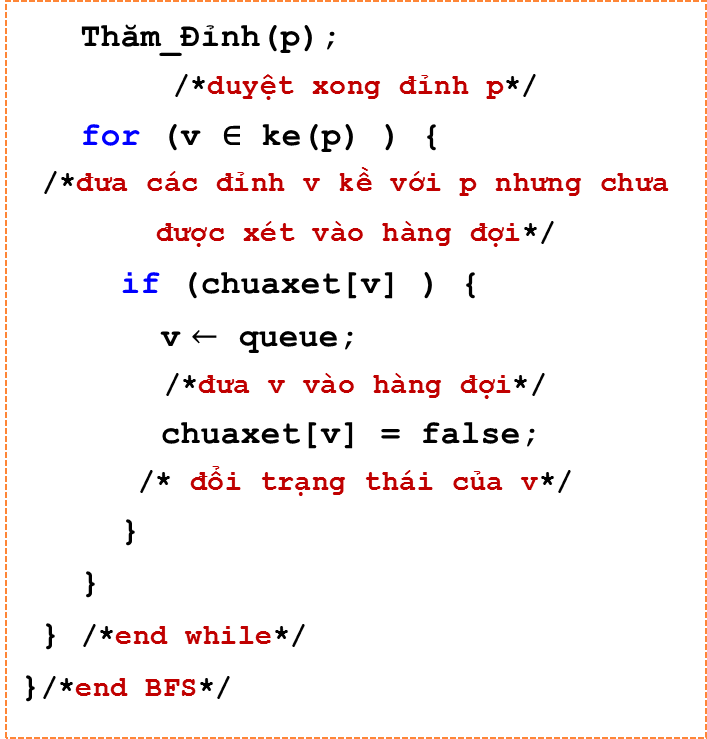 Thăm_Đỉnh(p);
/*duyệt xong đỉnh p*/
for (v ∈ ke(p) ) {
/*đưa các đỉnh v kề với p nhưng chưa
được xét vào hàng đợi*/
if (chuaxet[v] ) {
v ← queue;
/*đưa v vào hàng đợi*/
chuaxet[v] = false;
/* đổi trạng thái của v*/
}
}
} /*end while*/
}/*end BFS*/